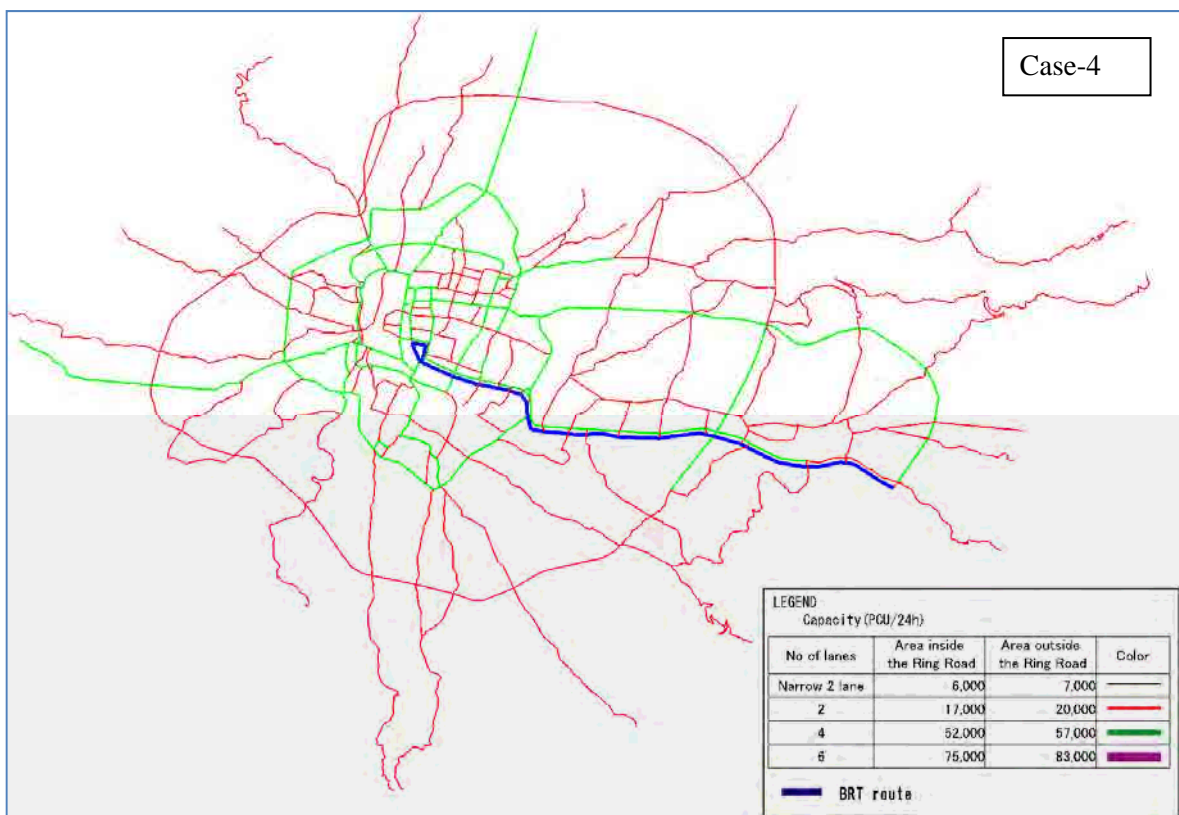 Case-4
LEGEND
Capacity(PCU/24h)
No of lanes Area inside the Ring Road Area outside the Ring Road Color
Narrow 2 lane 6,000 7,000
2 17,000 20,000
4 52,000 57,000
6 75,000 83,000
BRT route